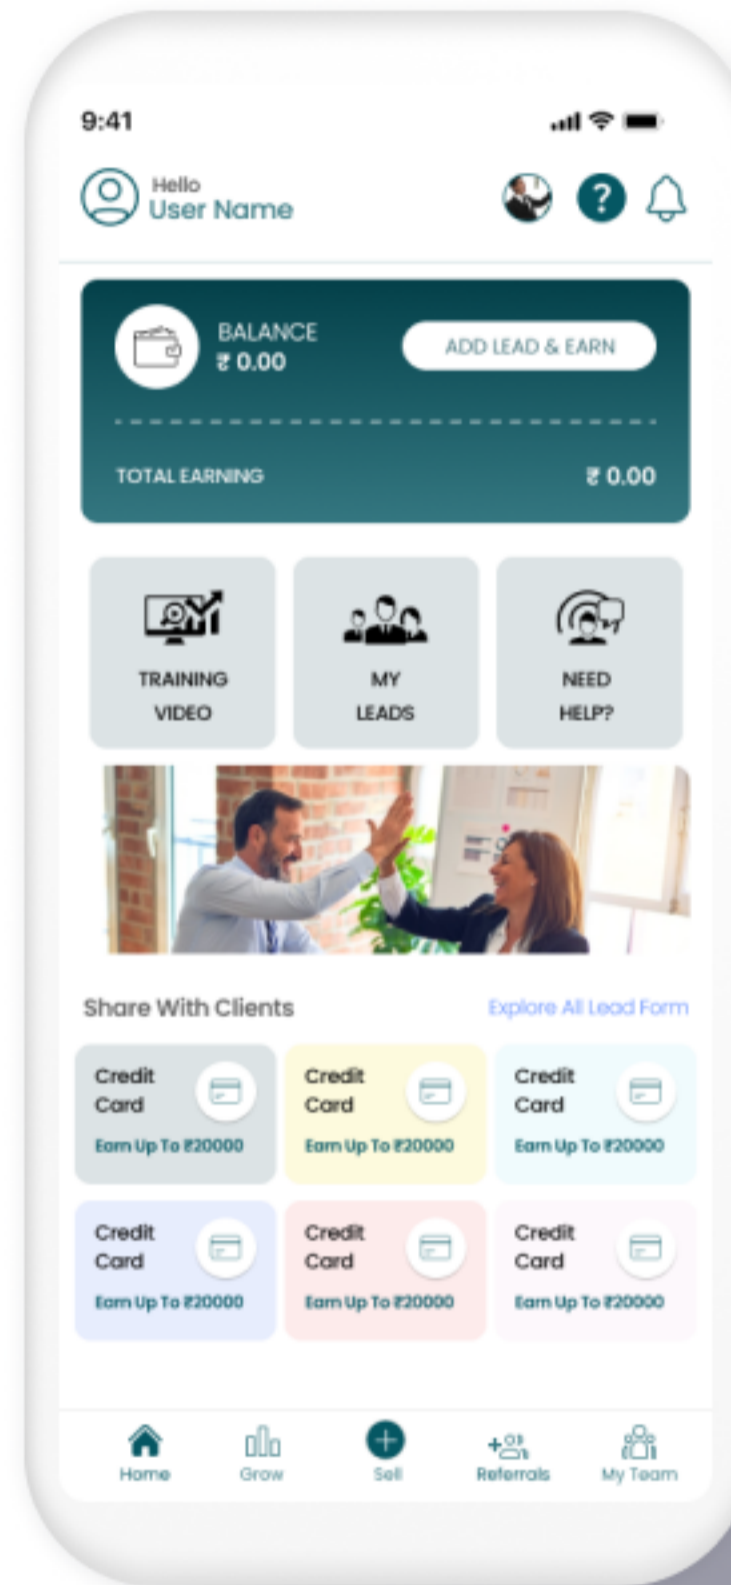 9:41
Hello
User Name
?
BALANCE
₹ 0.00
ADD LEAD & EARN
TOTAL EARNING
₹ 0.00
TRAINING
VIDEO
MY
LEADS
NEED
HELP?
Share With Clients
Explore All Lead Form
Credit
Card
Earn Up To ₹20000
Credit
Card
Earn Up To ₹20000
Credit
Card
Earn Up To ₹20000
Credit
Card
Earn Up To ₹20000
Credit
Card
Earn Up To ₹20000
Credit
Card
Earn Up To ₹20000
Home
Grow
Sell
Referrals
My Team